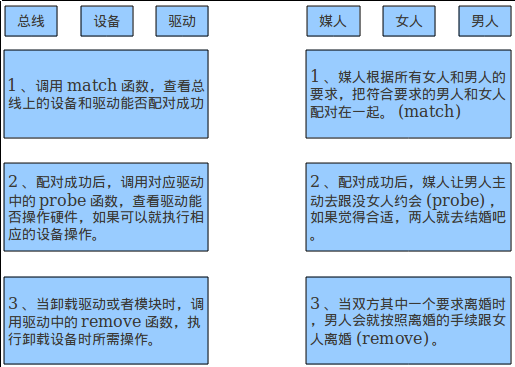 总线
设备
驱动
媒人
女人
男人
1、调用 match 函数，查看总
线上的设备和驱动能否配对成功
1、媒人根据所有女人和男人的
要求，把符合要求的男人和女人
配对在一起。 (match)
2、配对成功后，调用对应驱动
中的 probe 函数，查看驱动能
否操作硬件，如果可以就执行相
应的设备操作。
2、配对成功后，媒人让男人主
动去跟没女人约会 (probe) ，
如果觉得合适，两人就去结婚吧
。
3、当卸载驱动或者模块时，调
用驱动中的 remove 函数，执
行卸载设备时所需操作。
3、当双方其中一个要求离婚时
，男人会就按照离婚的手续跟女
人离婚 (remove) 。